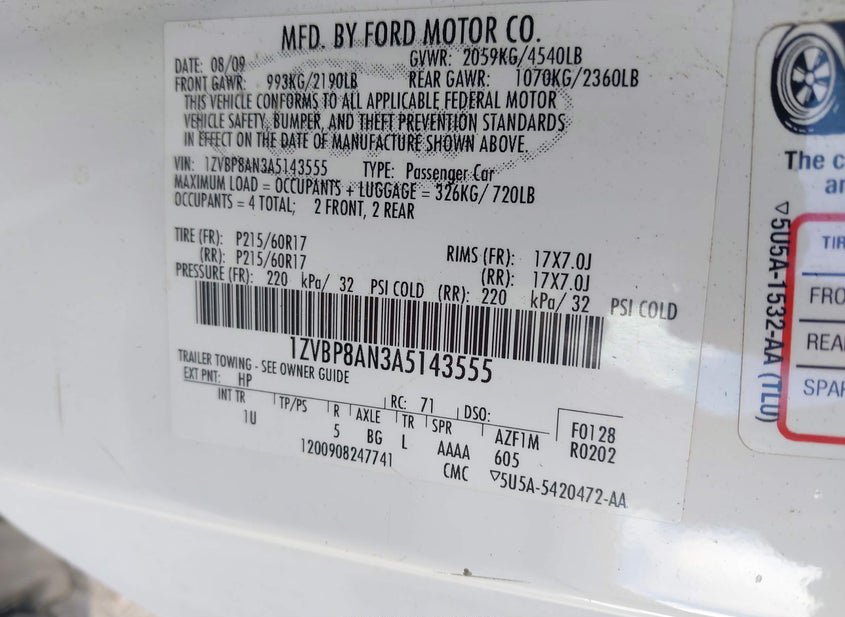 MFD. BY FORD MOTOR CO.
DATE: 08/09 GVWR: 2059KG/4540LB
FRONT GAWR: 993KG/2190LB REAR GAWR: 1070KG/2360LB
THIS VEHICLE CONFORMS TO ALL APPLICABLE FEDERAL MOTOR
VEHICLE SAFETY, BUMPER, AND THEFT PREVENTION STANDARDS
IN EFFECT ON THE DATE OF MANUFACTURE SHOWN ABOVE.
VIN: 1ZVBP8AN3A5143555 TYPE: Passenger Car
MAXIMUM LOAD = OCCUPANTS + LUGGAGE = 326KG/720LB
OCCUPANTS = 4 TOTAL; 2 FRONT, 2 REAR
TIRE (FR): P215/60R17 RIMS (FR): 17X7.0J
(RR): P215/60R17 (RR): 17X7.0J
PRESSURE (FR): 220 kPa/ 32 PSI COLD (RR): 220 kPa/ 32 PSI COLD
1ZVBP8AN3A5143555
TRAILER TOWING - SEE OWNER GUIDE
EXT PNT: HP RC: 71 DSO:
INT TR TP/PS R AXLE TR SPR
1U 5 BG L AAAA AZF1M F0128
605 R0202
1200908247741 CMC ▽5U5A-5420472-AA
The c
an
▽5U5A-1532-AA (TLU)
TIR
FRO
REA
SPAR